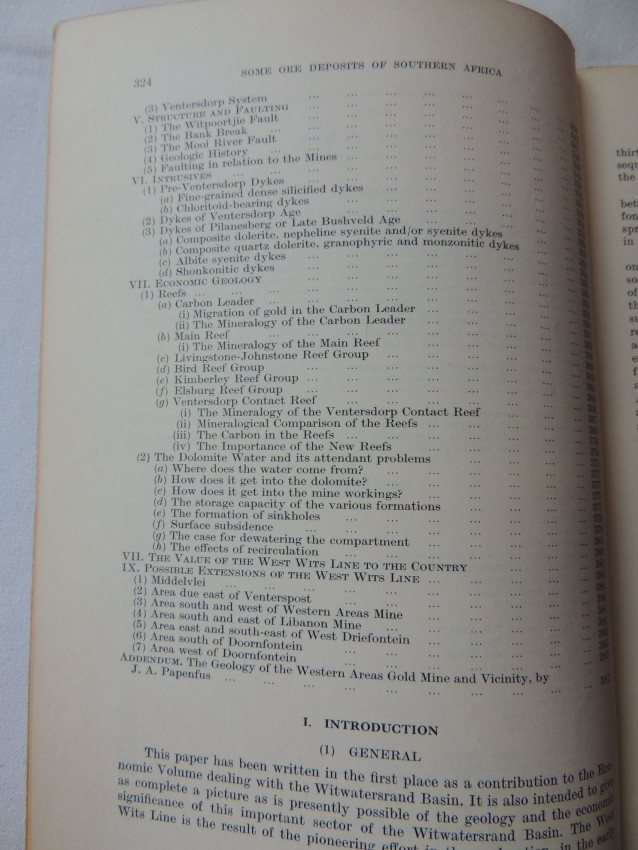 324
SOME ORE DEPOSITS OF SOUTHERN AFRICA
(3) Ventersdorp System
V. STRUCTURE AND FAULTING
(1) The Witpoortjie Fault
(2) The Bank Break
(3) The Mooi River Fault
(4) Geologic History
(5) Faulting in relation to the Mines
VI. INTRUSIVES
(1) Pre-Ventersdorp Dykes
(a) Fine-grained dense silicified dykes
(b) Chloritoid-bearing dykes
(2) Dykes of Ventersdorp Age
(3) Dykes of Pilanesberg or Late Bushveld Age
(a) Composite dolerite, nepheline syenite and/or syenite dykes
(b) Composite quartz dolerite, granophyric and monzonitic dykes
(c) Albite syenite dykes
(d) Shonkonitic dykes
VII. ECONOMIC GEOLOGY
(1) Reefs
(a) Carbon Leader
(i) Migration of gold in the Carbon Leader
(ii) The Mineralogy of the Carbon Leader
(b) Main Reef
(i) The Mineralogy of the Main Reef
(c) Livingstone-Johnstone Reef Group
(d) Bird Reef Group
(e) Kimberley Reef Group
(f) Elsburg Reef Group
(g) Ventersdorp Contact Reef
(i) The Mineralogy of the Ventersdorp Contact Reef
(ii) Mineralogical Comparison of the Reefs
(iii) The Carbon in the Reefs
(iv) The Importance of the New Reefs
(2) The Dolomite Water and its attendant problems
(a) Where does the water come from?
(b) How does it get into the dolomite?
(c) How does it get into the mine workings?
(d) The storage capacity of the various formations
(e) The formation of sinkholes
(f) Surface subsidence
(g) The case for dewatering the compartment
(h) The effects of recirculation
VII. THE VALUE OF THE WEST WITS LINE TO THE COUNTRY
IX. POSSIBLE EXTENSIONS OF THE WEST WITS LINE
(1) Middelvlei
(2) Area due east of Venterspost
(3) Area south and west of Western Areas Mine
(4) Area south and east of Libanon Mine
(5) Area east and south-east of West Driefontein
(6) Area south of Doornfontein
(7) Area west of Doornfontein
ADDENDUM. The Geology of the Western Areas Gold Mine and Vicinity, by
J. A. Papenfus
I. INTRODUCTION
(1) GENERAL
This paper has been written in the first place as a contribution to the Eco-
nomic Volume dealing with the Witwatersrand Basin. It is also intended to give
as complete a picture as is presently possible of the geology and the economic
significance of this important sector of the Witwatersrand Basin. The West
Wits Line is the result of the pioneering effort in the early